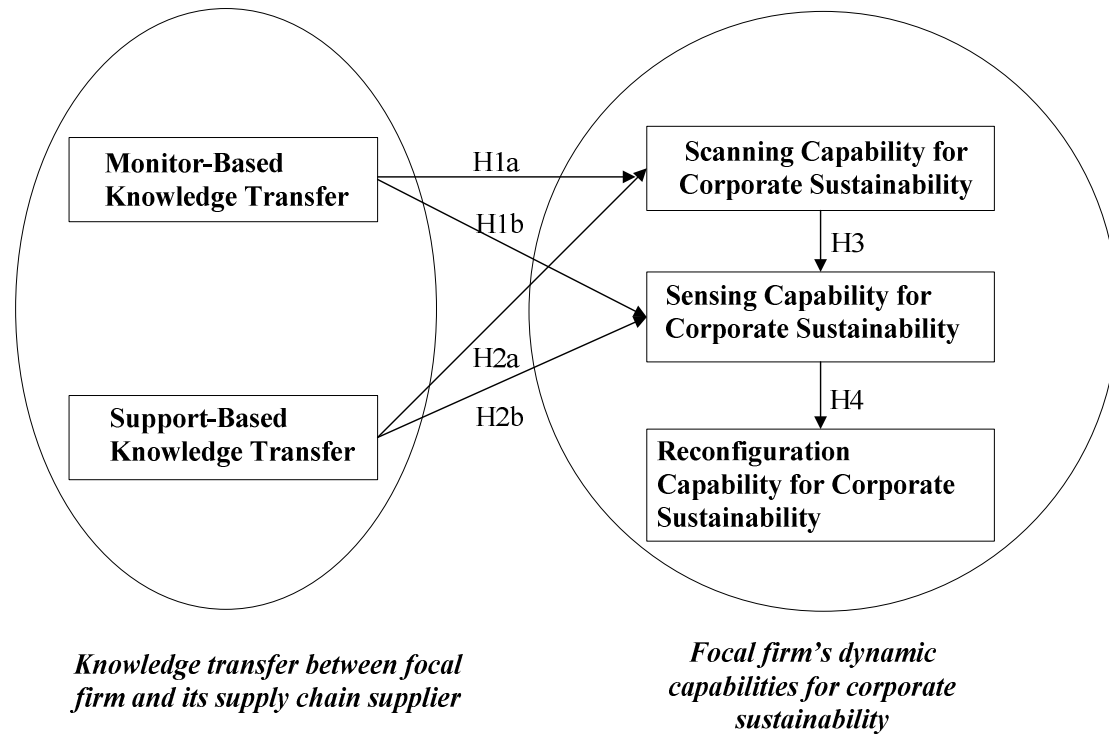 Monitor-Based
Knowledge Transfer
H1a
H1b
Scanning Capability for
Corporate Sustainability
H3
Sensing Capability for
Corporate Sustainability
H2a
H2b
H4
Support-Based
Knowledge Transfer
Reconfiguration
Capability for Corporate
Sustainability
Knowledge transfer between focal
firm and its supply chain supplier
Focal firm's dynamic
capabilities for corporate
sustainability